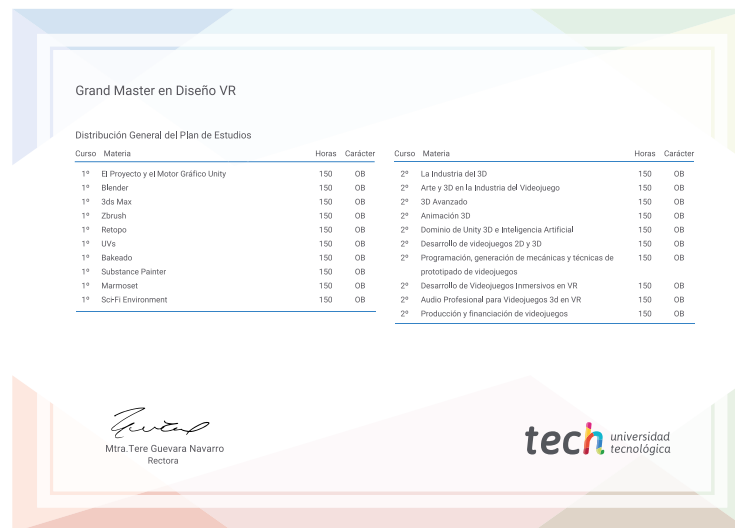 Grand Master en Diseño VR
Distribución General del Plan de Estudios
Curso Materia Horas Carácter
1º El Proyecto y el Motor Gráfico Unity 150 OB
1º Blender 150 OB
1º 3ds Max 150 OB
1º Zbrush 150 OB
1º Retopo 150 OB
1º UVs 150 OB
1º Bakeado 150 OB
1º Substance Painter 150 OB
1º Marmoset 150 OB
1º Sci-Fi Environment 150 OB
Curso Materia Horas Carácter
2º La Industria del 3D 150 OB
2º Arte y 3D en la Industria del Videojuego 150 OB
2º 3D Avanzado 150 OB
2º Animación 3D 150 OB
2º Dominio de Unity 3D e Inteligencia Artificial 150 OB
2º Desarrollo de videojuegos 2D y 3D 150 OB
2º Programación, generación de mecánicas y técnicas de 150 OB
prototipado de videojuegos
2º Desarrollo de Videojuegos Inmersivos en VR 150 OB
2º Audio Profesional para Videojuegos 3d en VR 150 OB
2º Producción y financiación de videojuegos 150 OB
Mtra.Tere Guevara Navarro
Rectora
tech universidad
tecnológica